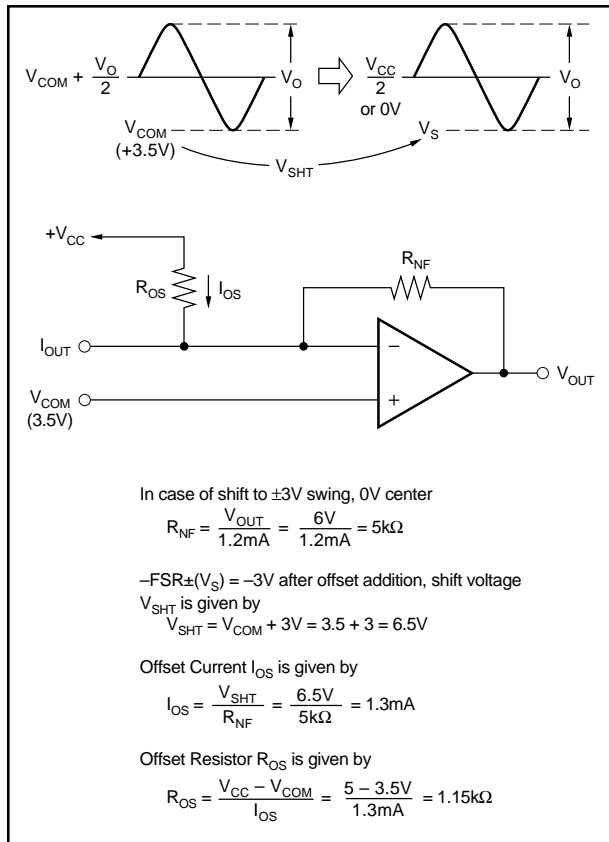 V_COM + V_O/2
V_O
V_CC/2
or 0V
V_O
V_COM
(+3.5V)
V_S
V_SHT
+V_CC
R_OS
I_OS
R_NF
I_OUT
–
V_COM
(3.5V)
+
V_OUT
In case of shift to ±3V swing, 0V center
R_NF = V_OUT/1.2mA = 6V/1.2mA = 5kΩ
–FSR±(V_S) = –3V after offset addition, shift voltage
V_SHT is given by
V_SHT = V_COM + 3V = 3.5 + 3 = 6.5V
Offset Current I_OS is given by
I_OS = V_SHT/R_NF = 6.5V/5kΩ = 1.3mA
Offset Resistor R_OS is given by
R_OS = V_CC – V_COM/I_OS = 5 – 3.5V/1.3mA = 1.15kΩ